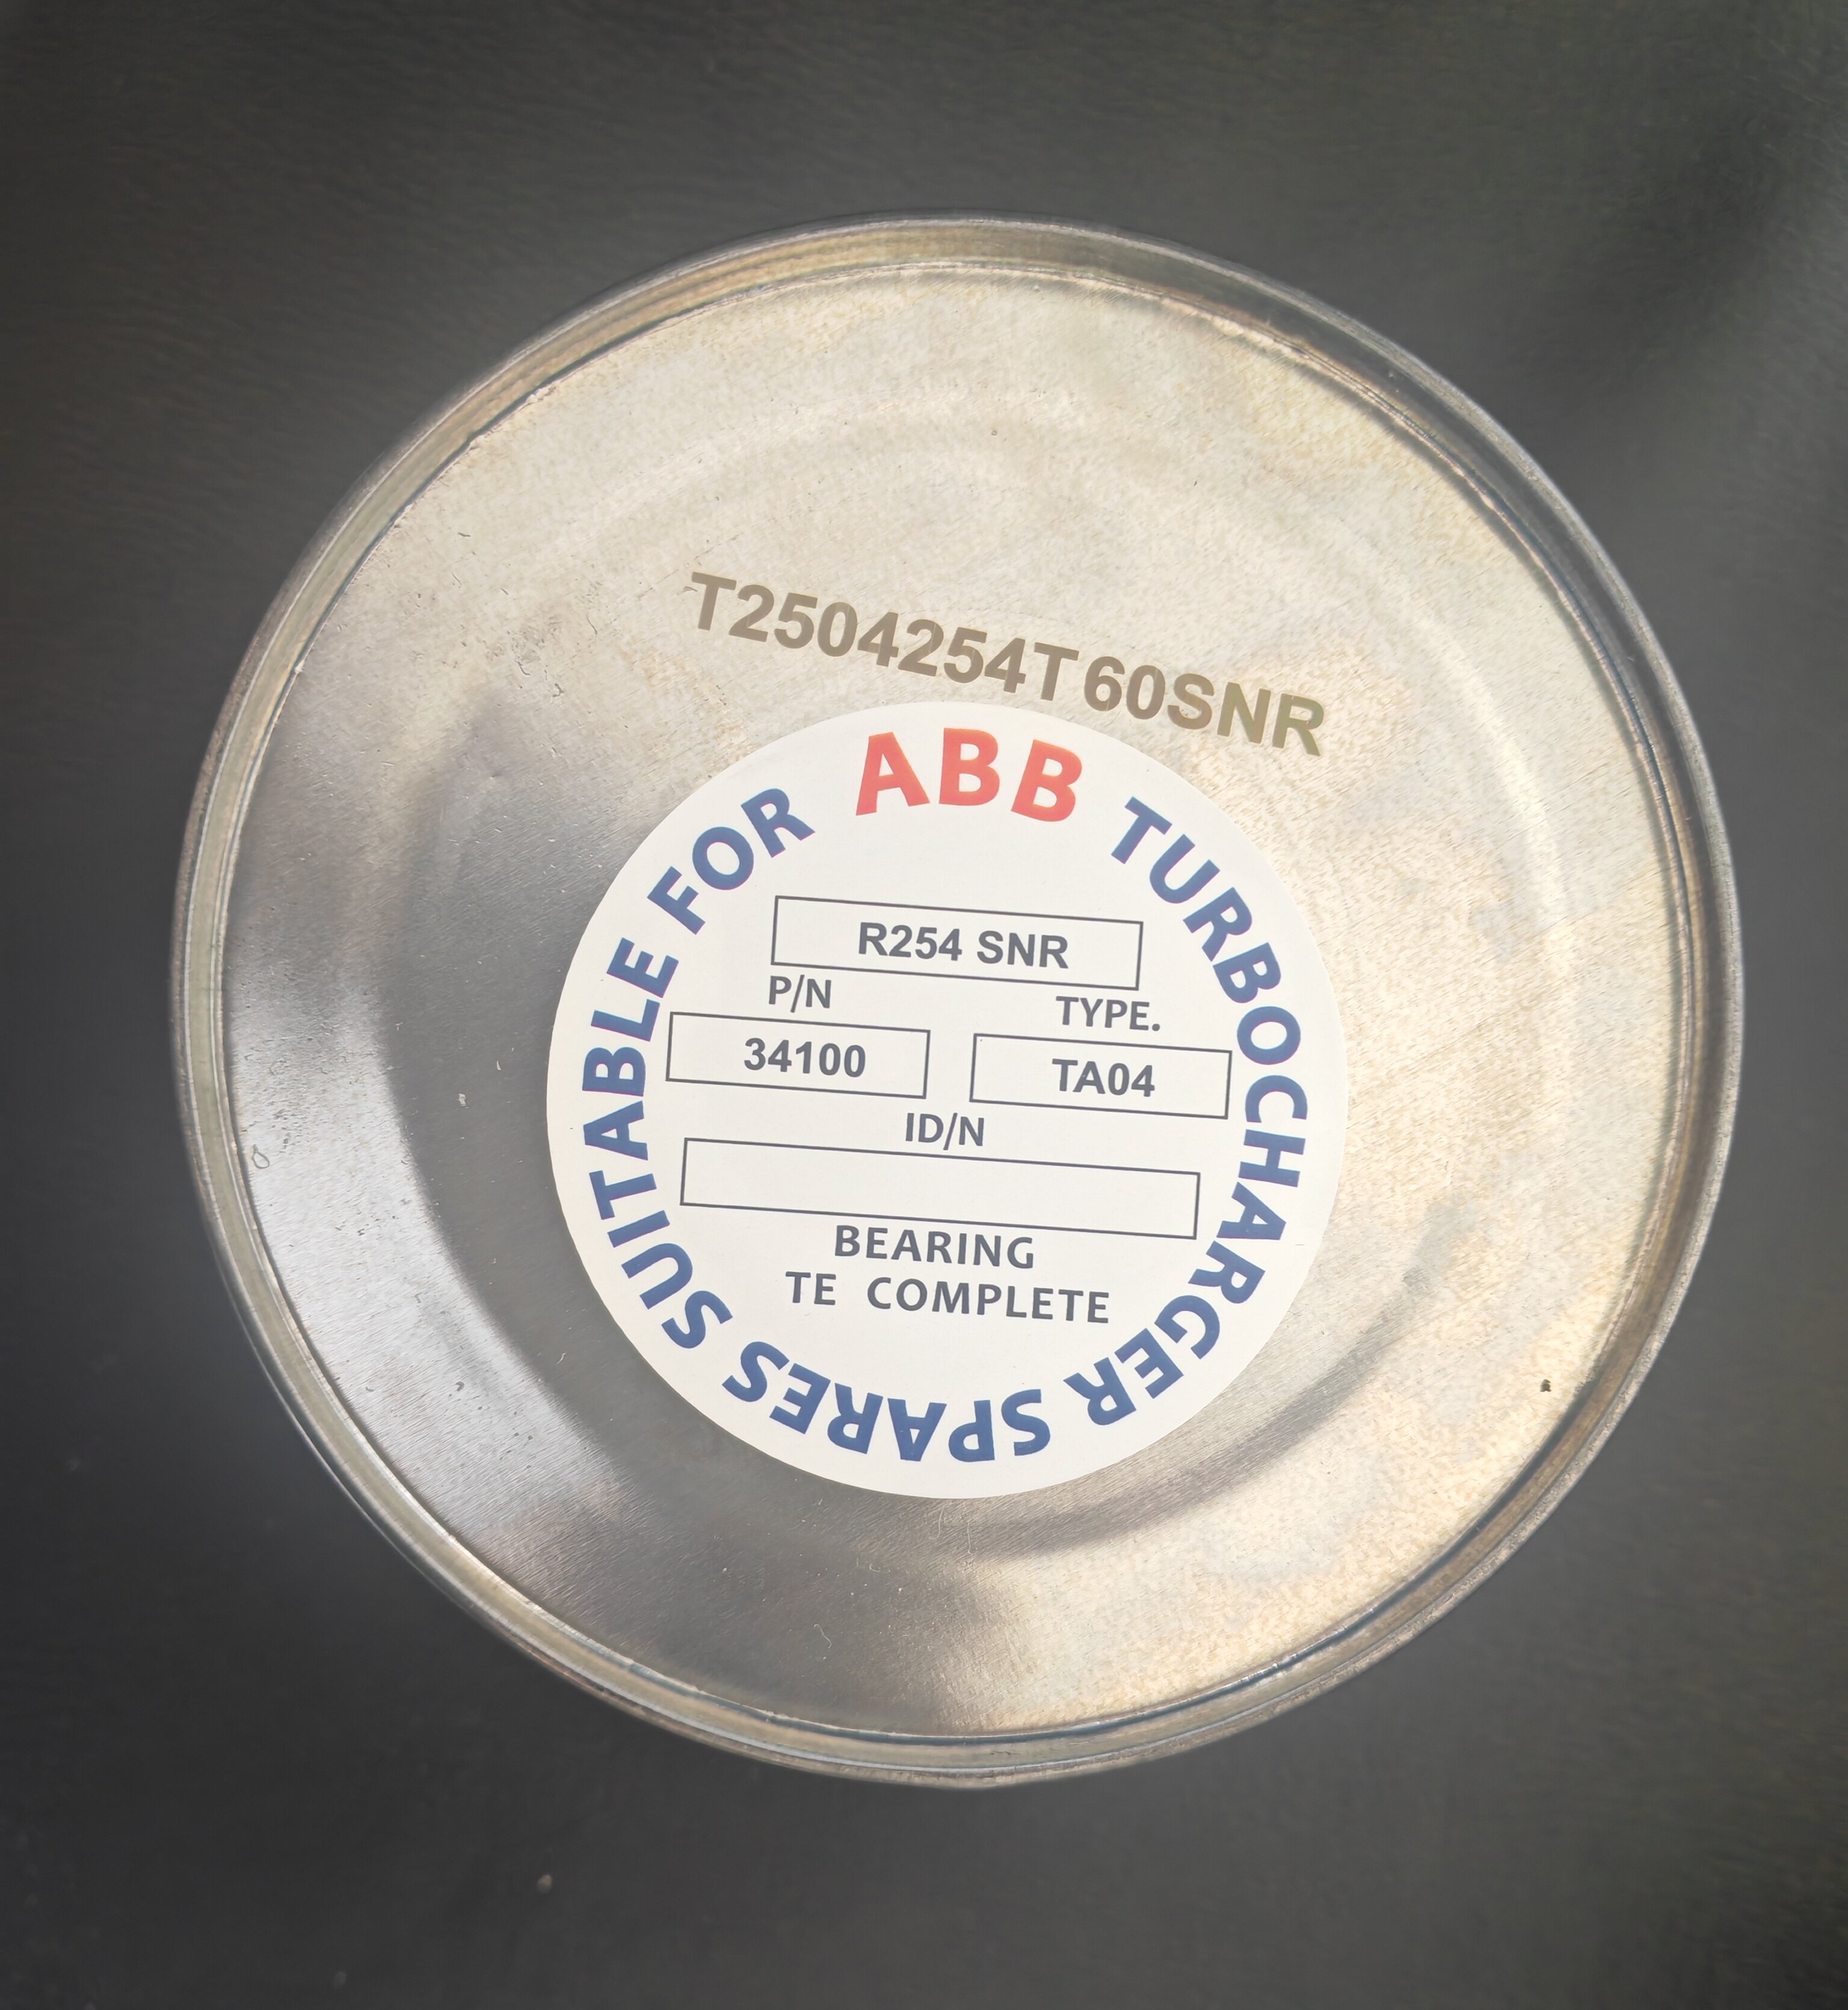 T2504254T60SNR
SPARES SUITABLE FOR ABB TURBOCHARGER
R254 SNR
P/N TYPE.
34100 TA04
ID/N
BEARING
TE COMPLETE